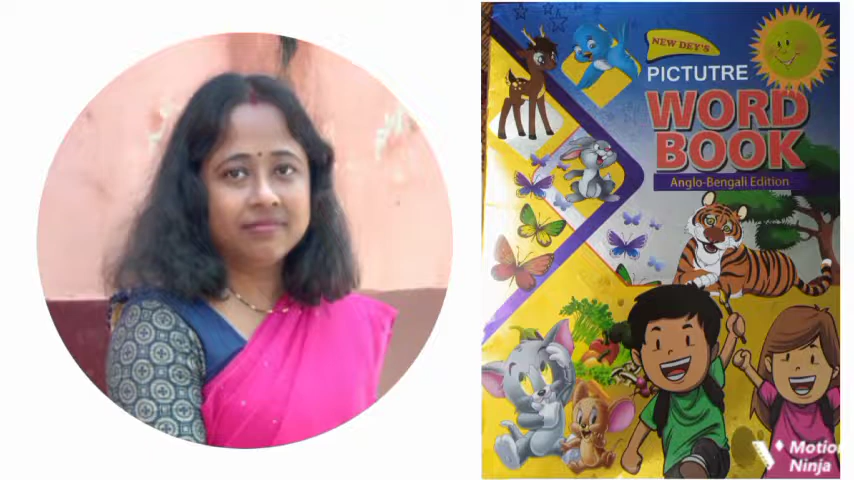 NEW DEY'S
PICTUTRE
WORD
BOOK
Anglo-Bengali Edition
Motion
Ninja